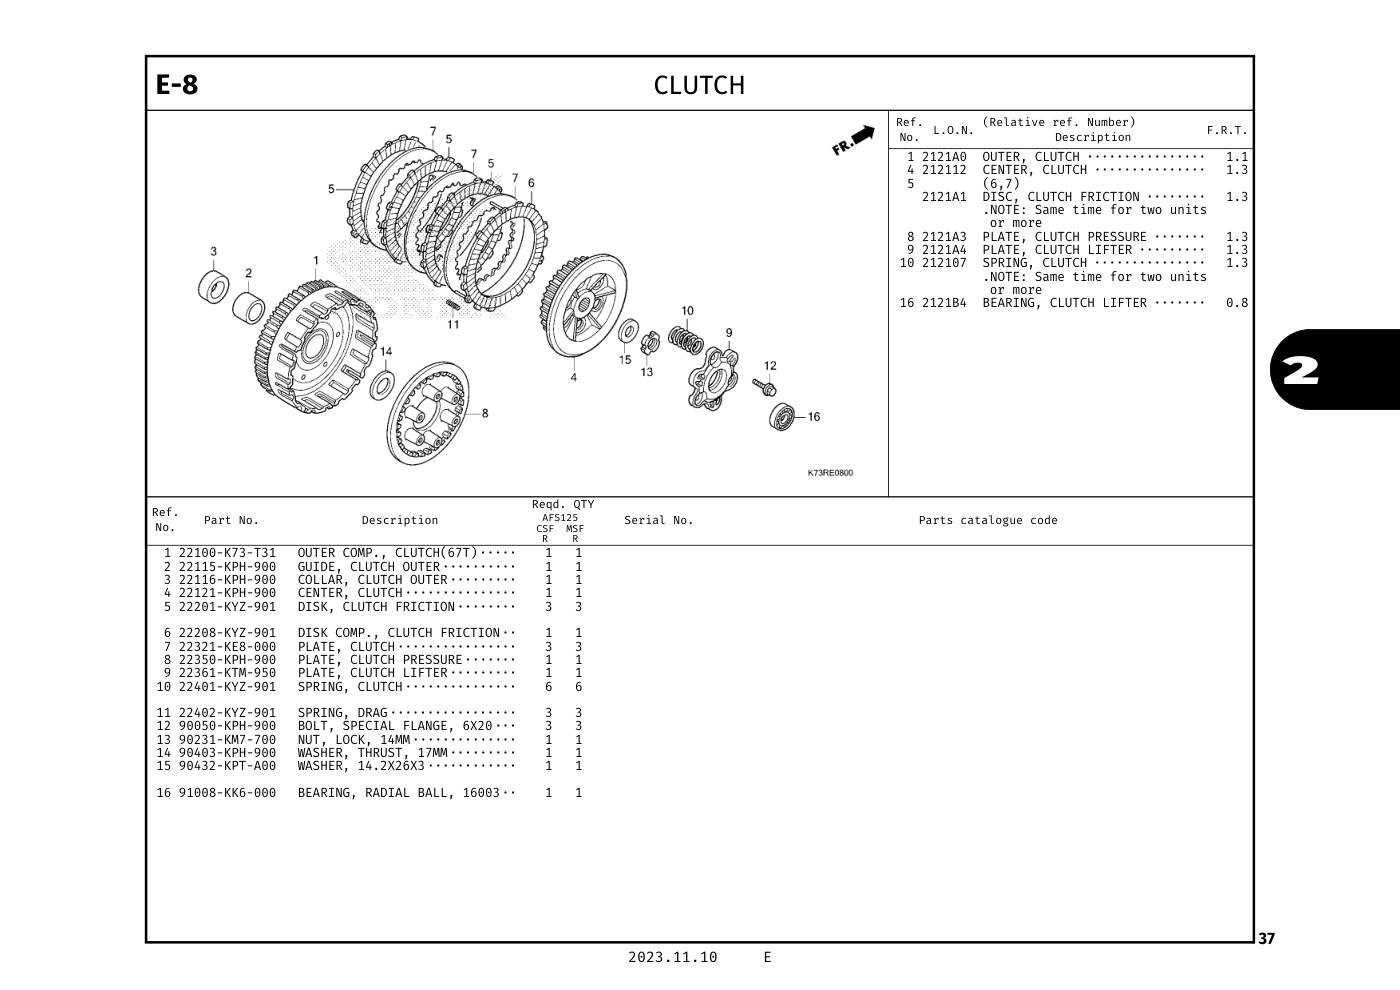 E-8
CLUTCH
FR.
7
5
7
5
7
6
5
3
2
1
11
14
4
15
13
10
9
12
16
8
K73RE0800
Ref. No. L.O.N. (Relative ref. Number) Description F.R.T.
1 2121A0 OUTER, CLUTCH ················ 1.1
4 212112 CENTER, CLUTCH ··············· 1.3
5 (6,7)
2121A1 DISC, CLUTCH FRICTION ········ 1.3
.NOTE: Same time for two units
or more
8 2121A3 PLATE, CLUTCH PRESSURE ······· 1.3
9 2121A4 PLATE, CLUTCH LIFTER ········· 1.3
10 212107 SPRING, CLUTCH ··············· 1.3
.NOTE: Same time for two units
or more
16 2121B4 BEARING, CLUTCH LIFTER ······· 0.8
2
Ref. No. Part No. Description Reqd. QTY Serial No. Parts catalogue code
AFS125
CSF MSF
R R
1 22100-K73-T31 OUTER COMP., CLUTCH(67T)····· 1 1
2 22115-KPH-900 GUIDE, CLUTCH OUTER·········· 1 1
3 22116-KPH-900 COLLAR, CLUTCH OUTER········· 1 1
4 22121-KPH-900 CENTER, CLUTCH··············· 1 1
5 22201-KYZ-901 DISK, CLUTCH FRICTION········ 3 3
6 22208-KYZ-901 DISK COMP., CLUTCH FRICTION·· 1 1
7 22321-KE8-000 PLATE, CLUTCH················ 3 3
8 22350-KPH-900 PLATE, CLUTCH PRESSURE······· 1 1
9 22361-KTM-950 PLATE, CLUTCH LIFTER········· 1 1
10 22401-KYZ-901 SPRING, CLUTCH··············· 6 6
11 22402-KYZ-901 SPRING, DRAG················· 3 3
12 90050-KPH-900 BOLT, SPECIAL FLANGE, 6X20··· 3 3
13 90231-KM7-700 NUT, LOCK, 14MM·············· 1 1
14 90403-KPH-900 WASHER, THRUST, 17MM········· 1 1
15 90432-KPT-A00 WASHER, 14.2X26X3············ 1 1
16 91008-KK6-000 BEARING, RADIAL BALL, 16003·· 1 1
37
2023.11.10 E